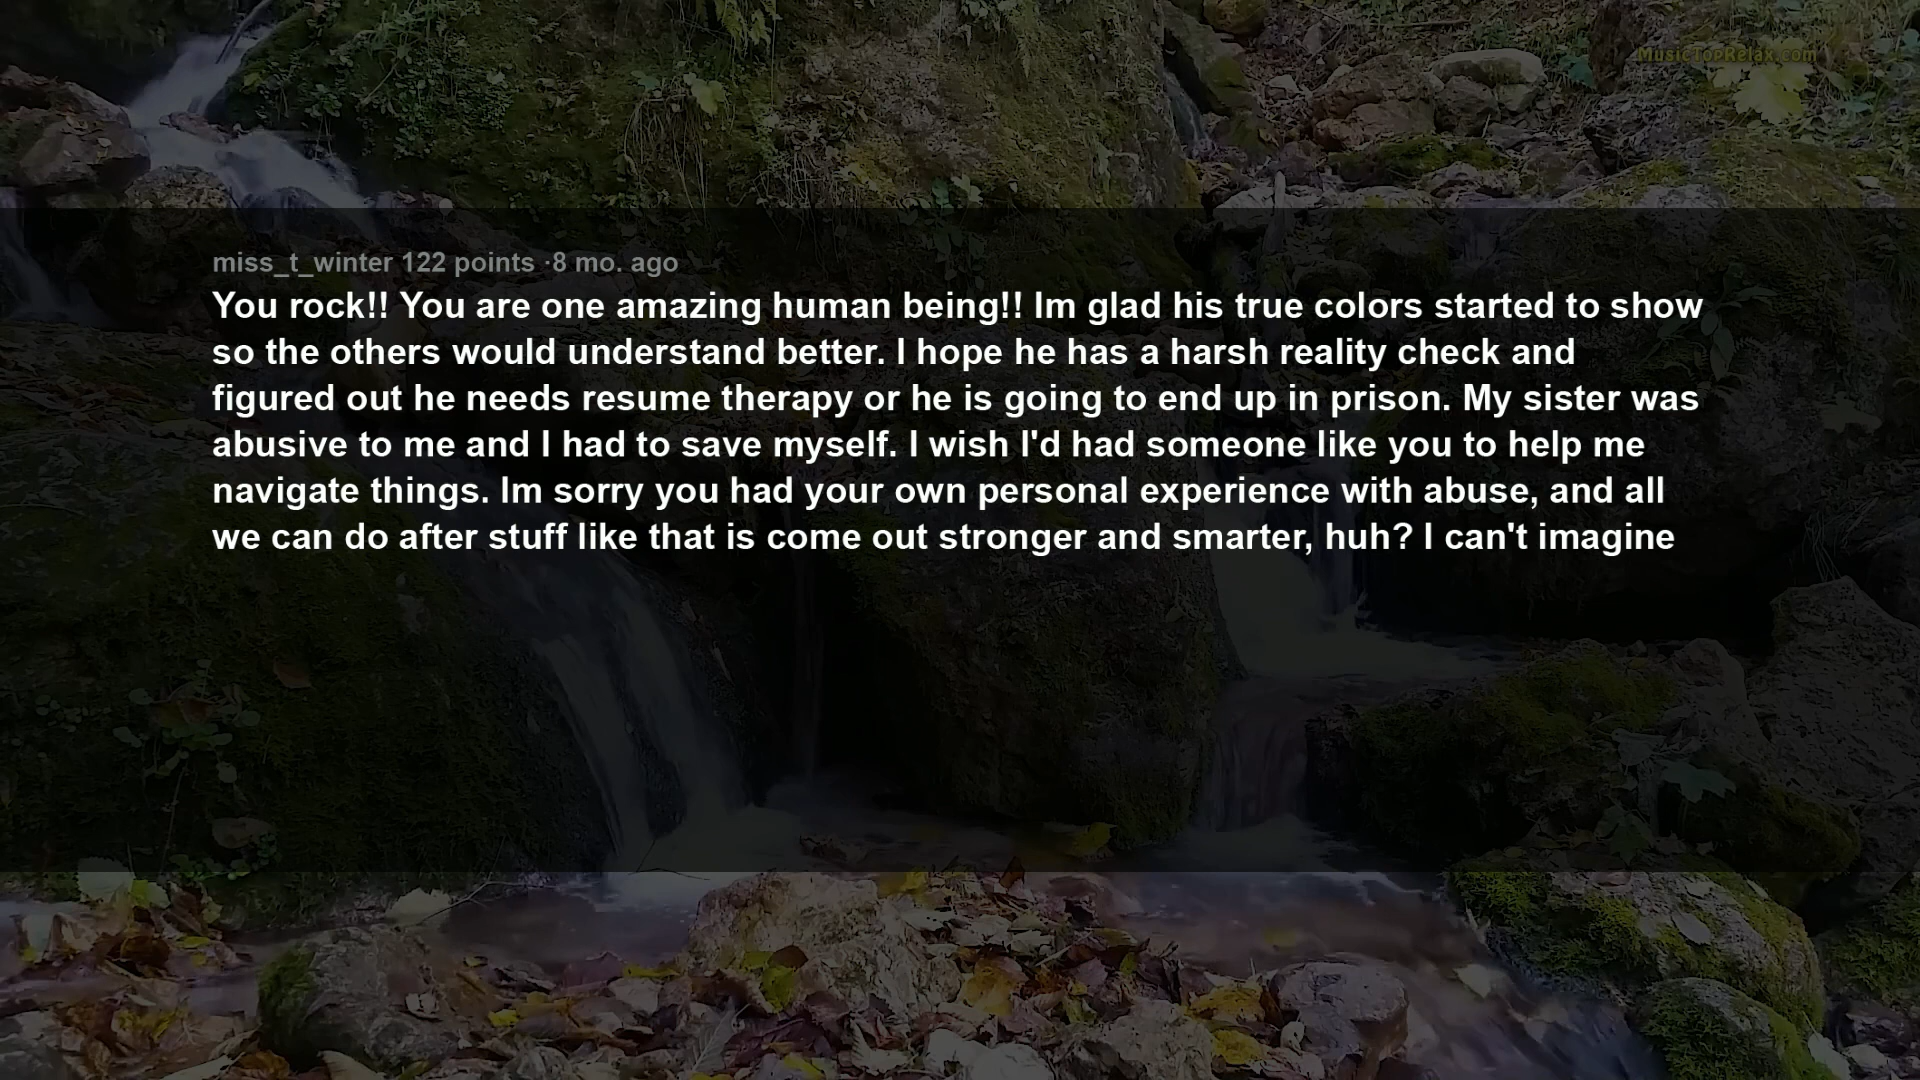 MusicTopRelax.com
miss_t_winter 122 points ·8 mo. ago
You rock!! You are one amazing human being!! Im glad his true colors started to show
so the others would understand better. I hope he has a harsh reality check and
figured out he needs resume therapy or he is going to end up in prison. My sister was
abusive to me and I had to save myself. I wish I'd had someone like you to help me
navigate things. Im sorry you had your own personal experience with abuse, and all
we can do after stuff like that is come out stronger and smarter, huh? I can't imagine